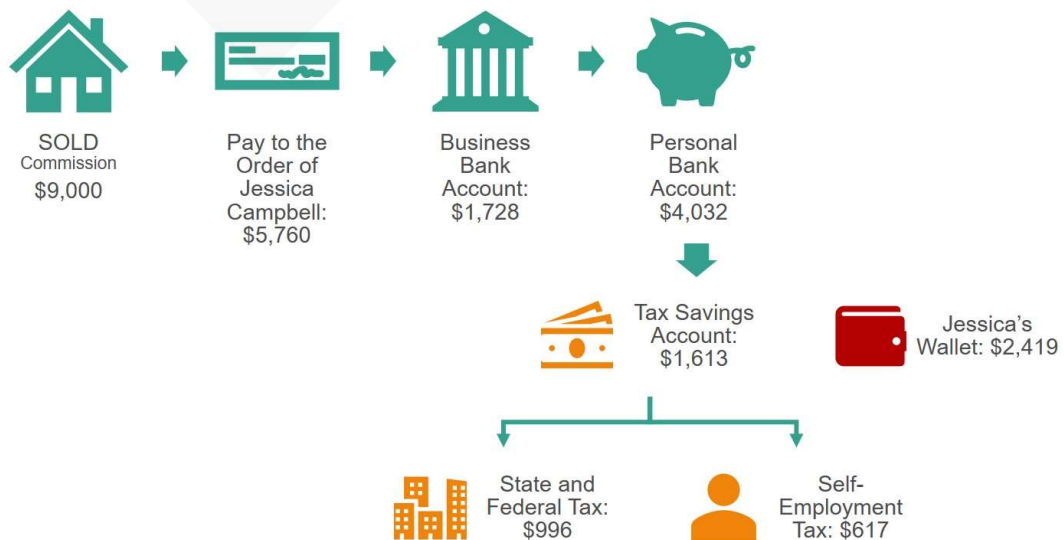 SOLD
Commission
$9,000
Pay to the
Order of
Jessica
Campbell:
$5,760
Business
Bank
Account:
$1,728
Personal
Bank
Account:
$4,032
Tax Savings
Account:
$1,613
Jessica’s
Wallet: $2,419
State and
Federal Tax:
$996
Self-
Employment
Tax: $617